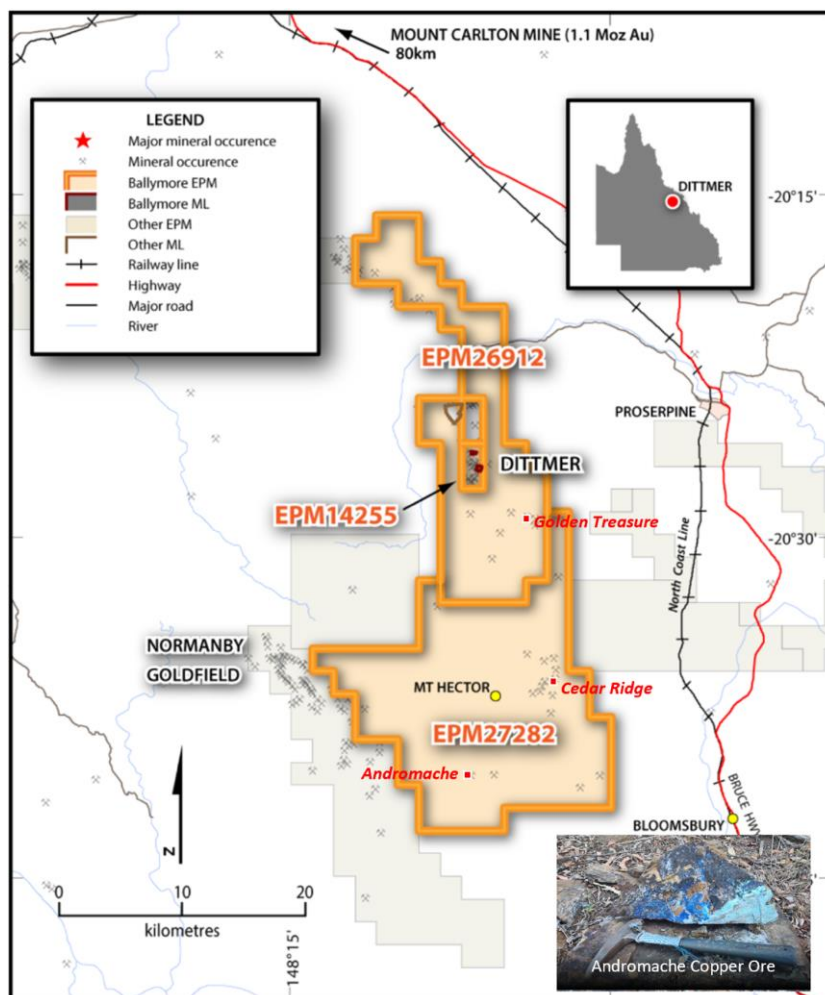 MOUNT CARLTON MINE (1.1 Moz Au)
80km
LEGEND
Major mineral occurence
Mineral occurence
Ballymore EPM
Ballymore ML
Other EPM
Other ML
Railway line
Highway
Major road
River
DITTMER
-20°15'
EPM26912
PROSERPINE
DITTMER
EPM14255
Golden Treasure
-20°30'
North Coast Line
NORMANBY
GOLDFIELD
MT HECTOR
Cedar Ridge
EPM27282
Andromache
BLOOMSBURY
BRUCE HWY
N
0 10 20
kilometres
148°15'
Andromache Copper Ore